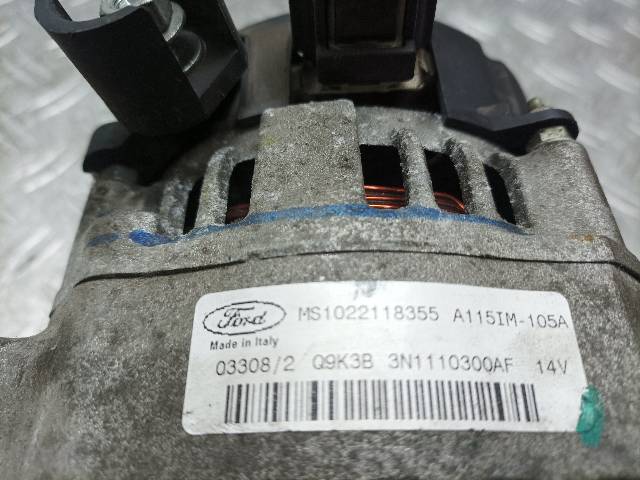 Ford MS1022118355 A115IM-105A
Made in Italy
03308/2 Q9K3B 3N1110300AF 14V